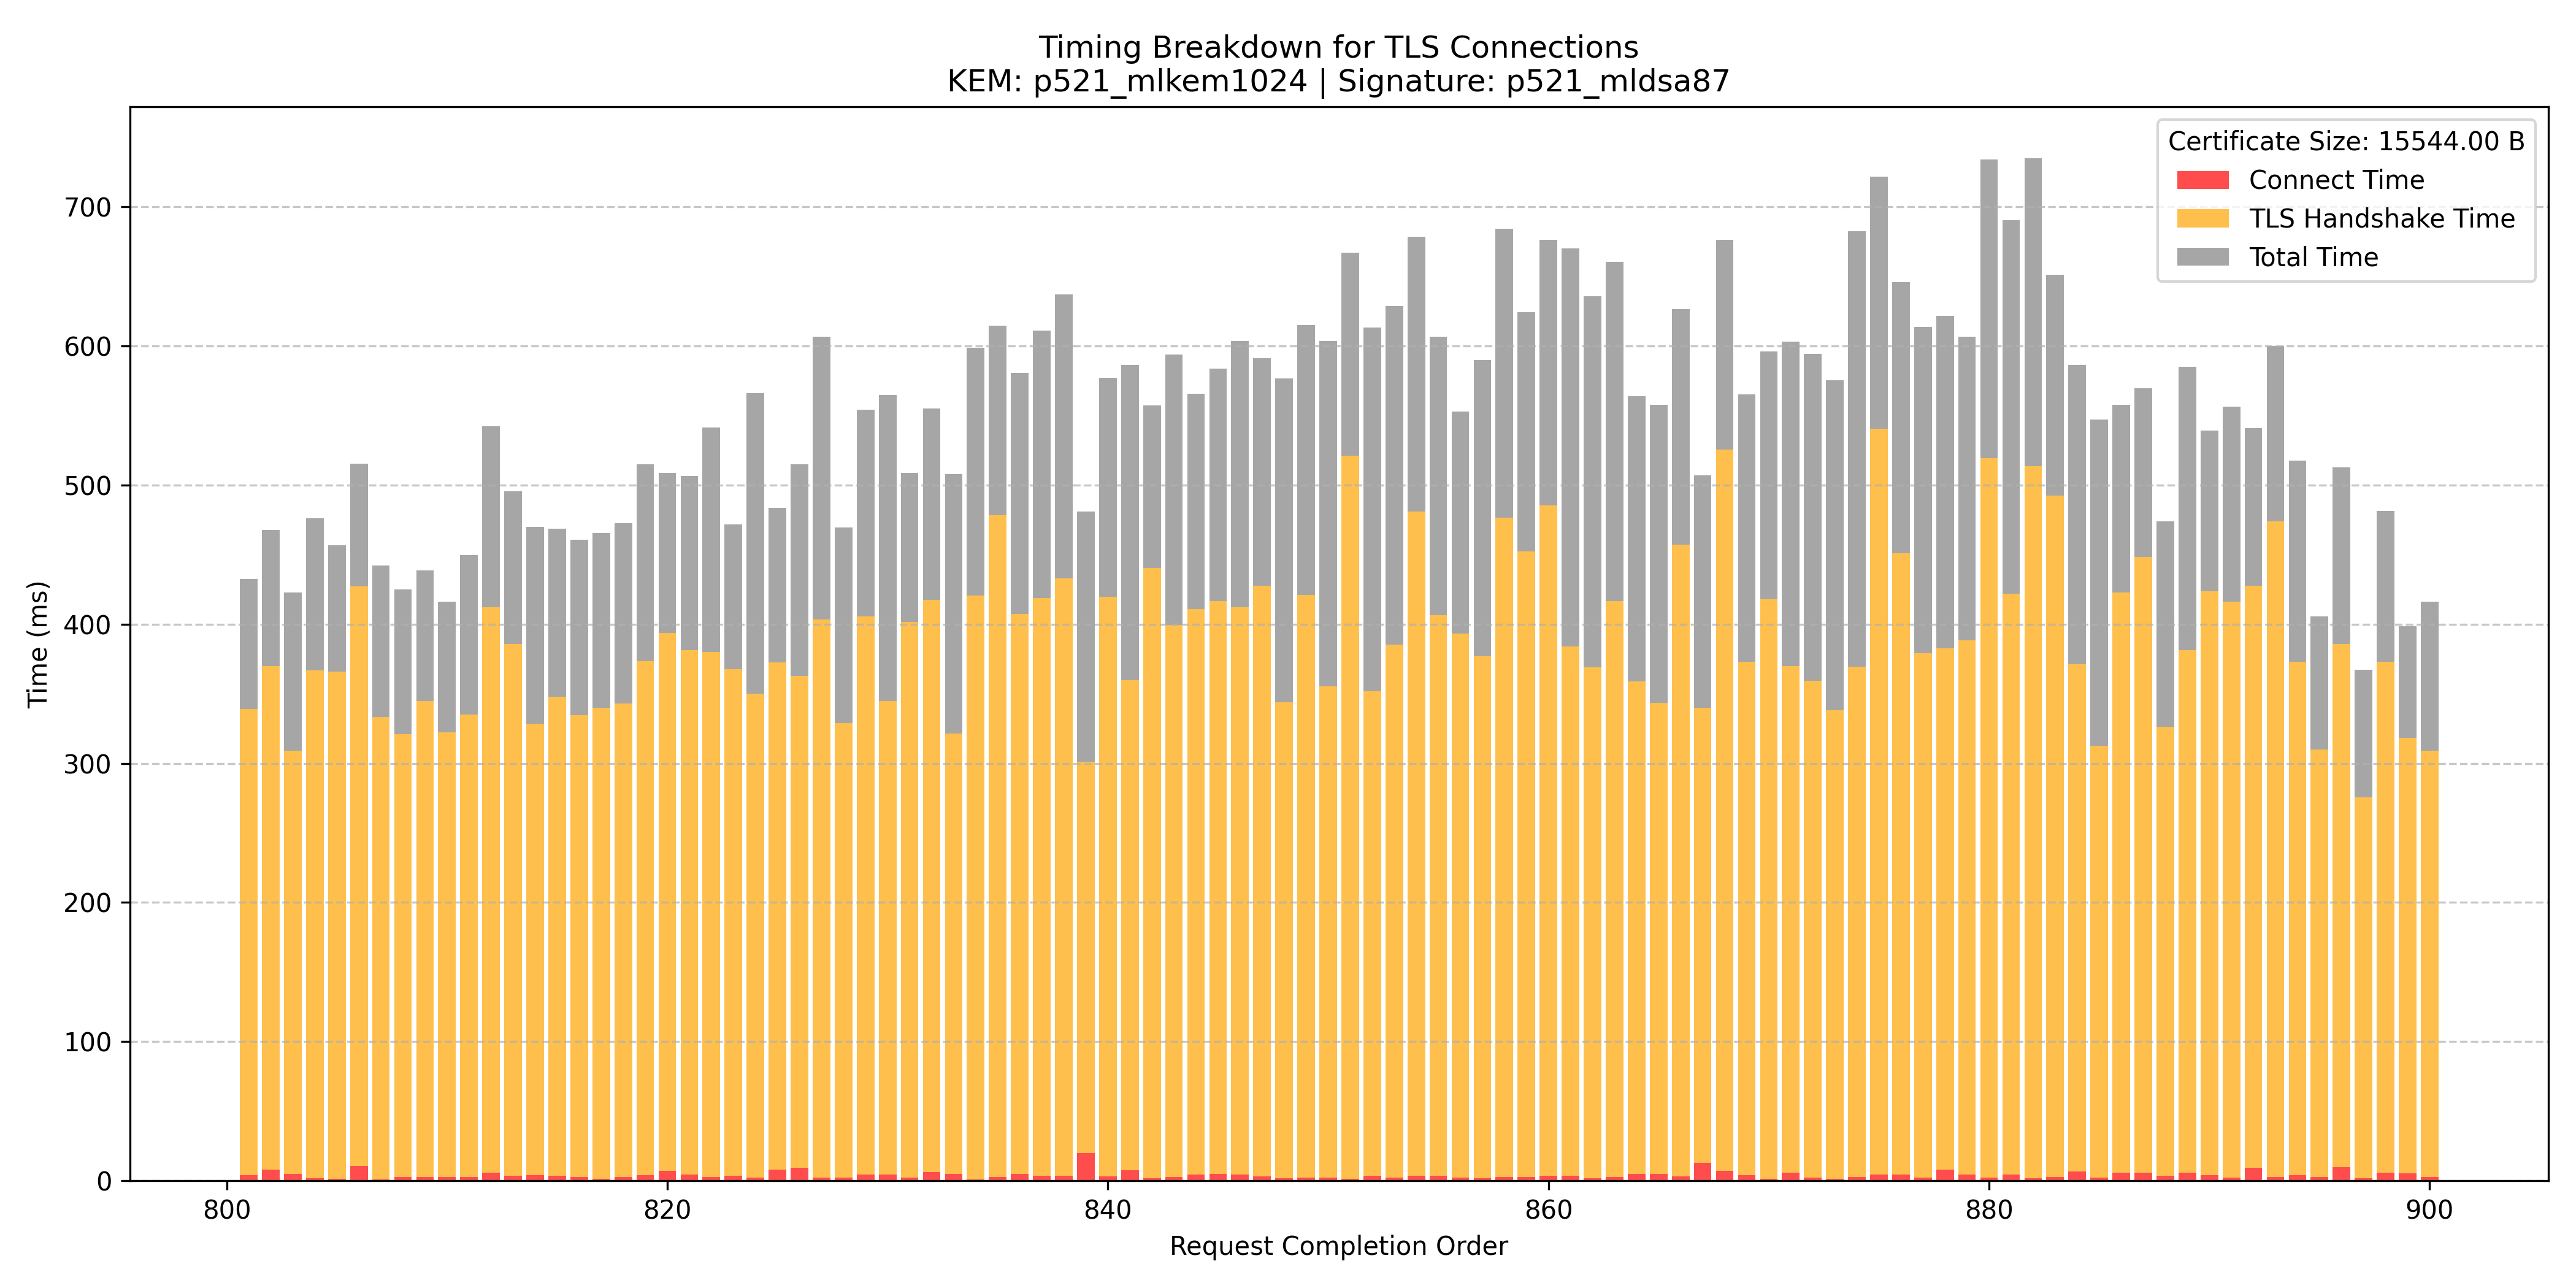 Timing Breakdown for TLS Connections
KEM: p521_mlkem1024 | Signature: p521_mldsa87
Certificate Size: 15544.00 B
Connect Time
TLS Handshake Time
Total Time
Time (ms)
700
600
500
400
300
200
100
0
800 820 840 860 880 900
Request Completion Order